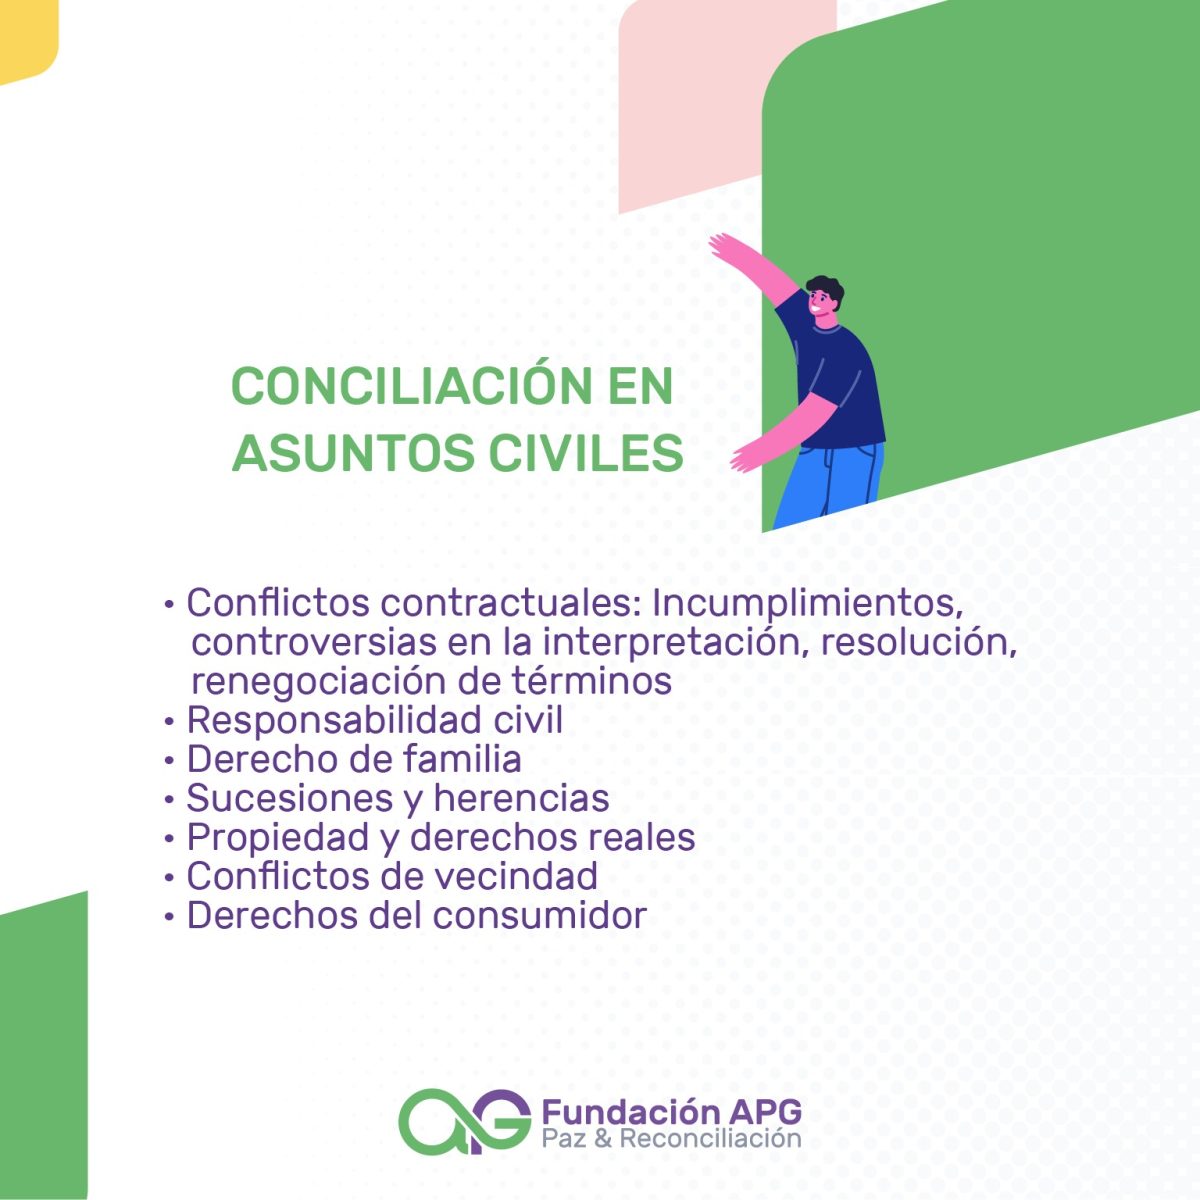 CONCILIACIÓN EN
ASUNTOS CIVILES
• Conflictos contractuales: Incumplimientos,
controversias en la interpretación, resolución,
renegociación de términos
• Responsabilidad civil
• Derecho de familia
• Sucesiones y herencias
• Propiedad y derechos reales
• Conflictos de vecindad
• Derechos del consumidor
apG Fundación APG
Paz & Reconciliación